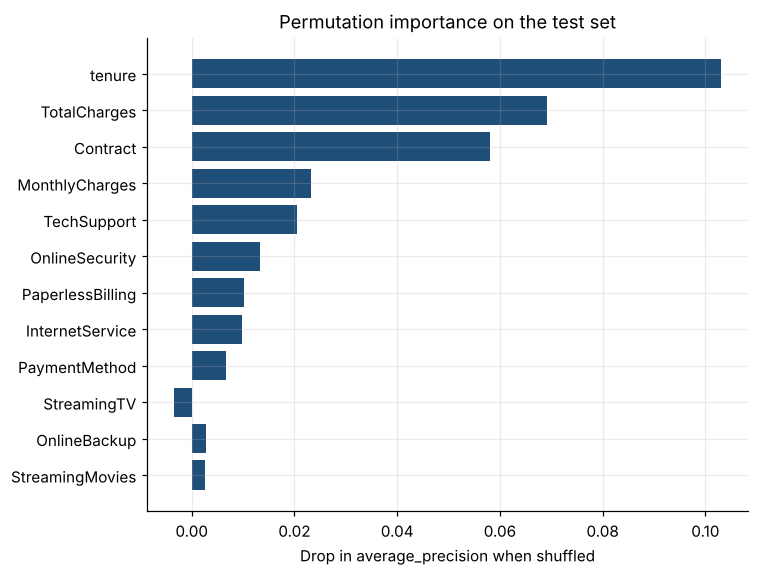 Permutation importance on the test set
tenure
TotalCharges
Contract
MonthlyCharges
TechSupport
OnlineSecurity
PaperlessBilling
InternetService
PaymentMethod
StreamingTV
OnlineBackup
StreamingMovies
0.00 0.02 0.04 0.06 0.08 0.10
Drop in average_precision when shuffled